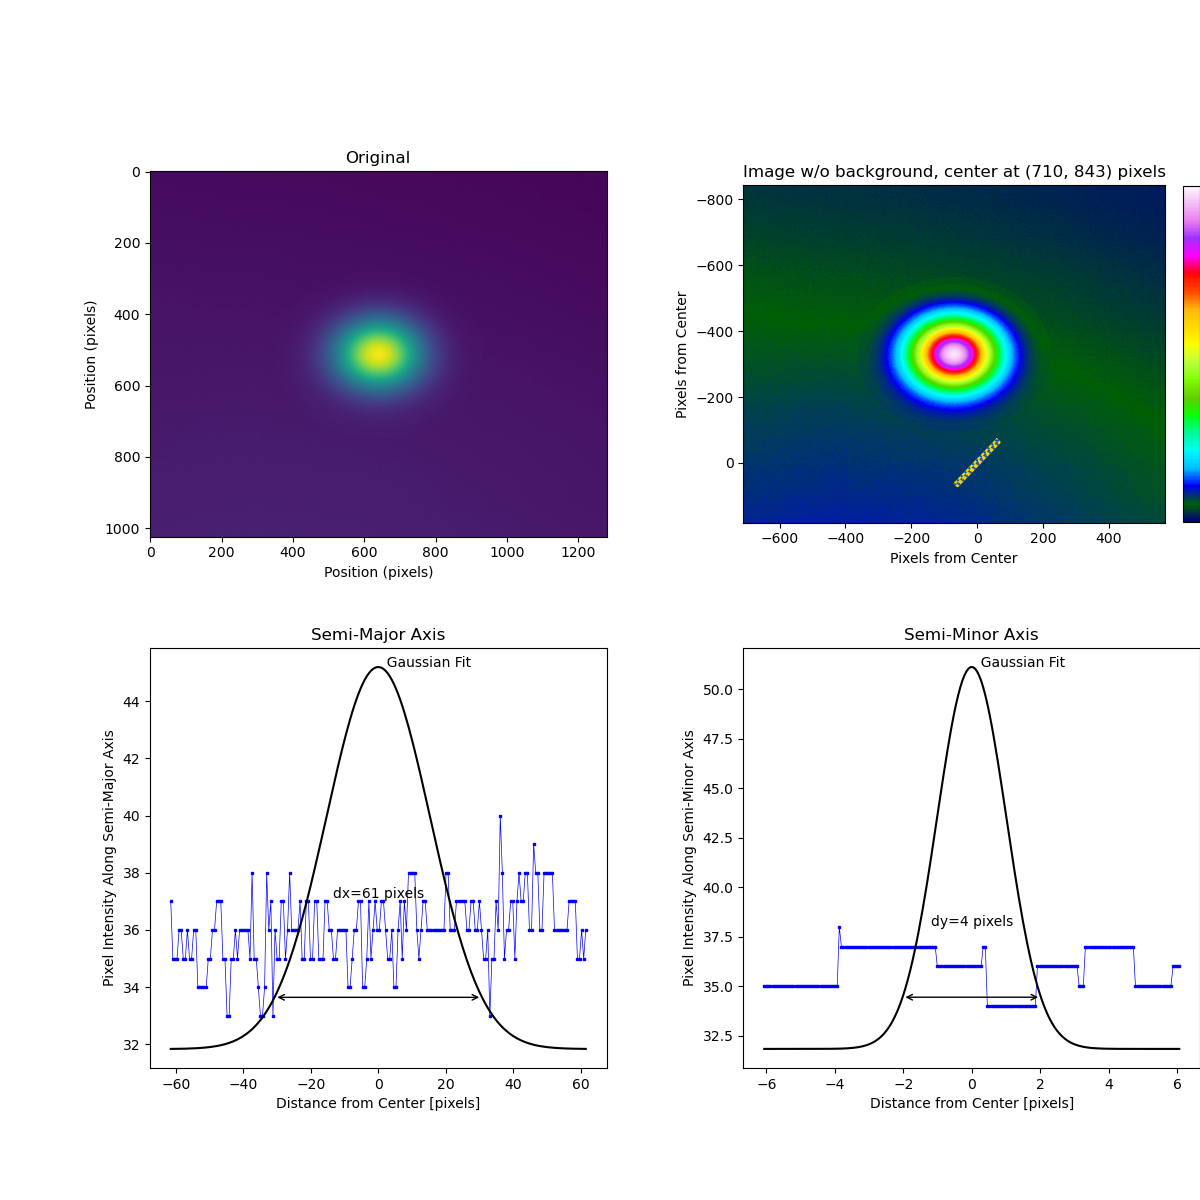 Original
Position (pixels)
0
200
400
600
800
1000
0 200 400 600 800 1000 1200
Position (pixels)
Image w/o background, center at (710, 843) pixels
Pixels from Center
−800
−600
−400
−200
0
−600 −400 −200 0 200 400
Pixels from Center
Semi-Major Axis
Gaussian Fit
Pixel Intensity Along Semi-Major Axis
44
42
40
38
36
34
32
dx=61 pixels
−60 −40 −20 0 20 40 60
Distance from Center [pixels]
Semi-Minor Axis
Gaussian Fit
Pixel Intensity Along Semi-Minor Axis
50.0
47.5
45.0
42.5
40.0
37.5
35.0
32.5
dy=4 pixels
−6 −4 −2 0 2 4 6
Distance from Center [pixels]